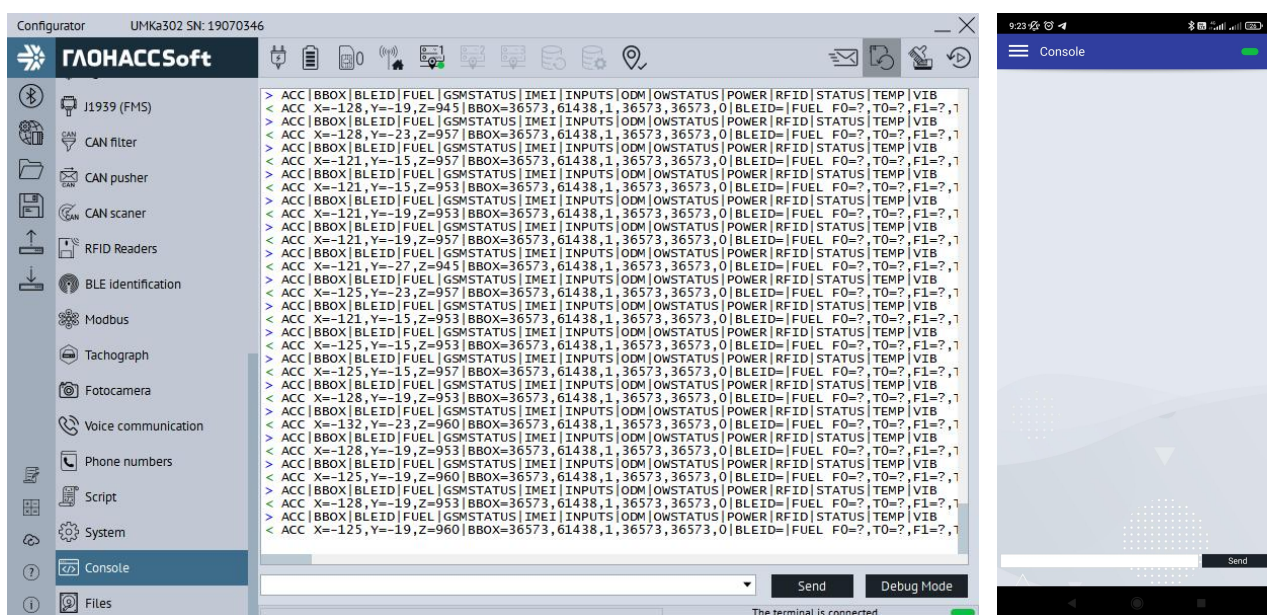 Configurator UMKa302 SN: 19070346
ГЛОНАССSoft
0
J1939 (FMS)
CAN filter
CAN pusher
CAN scaner
RFID Readers
BLE identification
Modbus
Tachograph
Fotocamera
Voice communication
Phone numbers
Script
System
Console
Files
> ACC|BBOX|BLEID|FUEL|GSMSTATUS|IMEI|INPUTS|ODM|OWSTATUS|POWER|RFID|STATUS|TEMP|VIB
< ACC X=-128,Y=-19,Z=945|BBOX=36573,61438,1,36573,36573,0|BLEID=|FUEL F0=?,T0=?,F1=?,
> ACC|BBOX|BLEID|FUEL|GSMSTATUS|IMEI|INPUTS|ODM|OWSTATUS|POWER|RFID|STATUS|TEMP|VIB
< ACC X=-128,Y=-23,Z=957|BBOX=36573,61438,1,36573,36573,0|BLEID=|FUEL F0=?,T0=?,F1=?,
> ACC|BBOX|BLEID|FUEL|GSMSTATUS|IMEI|INPUTS|ODM|OWSTATUS|POWER|RFID|STATUS|TEMP|VIB
< ACC X=-121,Y=-15,Z=957|BBOX=36573,61438,1,36573,36573,0|BLEID=|FUEL F0=?,T0=?,F1=?,
> ACC|BBOX|BLEID|FUEL|GSMSTATUS|IMEI|INPUTS|ODM|OWSTATUS|POWER|RFID|STATUS|TEMP|VIB
< ACC X=-121,Y=-15,Z=953|BBOX=36573,61438,1,36573,36573,0|BLEID=|FUEL F0=?,T0=?,F1=?,
> ACC|BBOX|BLEID|FUEL|GSMSTATUS|IMEI|INPUTS|ODM|OWSTATUS|POWER|RFID|STATUS|TEMP|VIB
< ACC X=-121,Y=-19,Z=953|BBOX=36573,61438,1,36573,36573,0|BLEID=|FUEL F0=?,T0=?,F1=?,
> ACC|BBOX|BLEID|FUEL|GSMSTATUS|IMEI|INPUTS|ODM|OWSTATUS|POWER|RFID|STATUS|TEMP|VIB
< ACC X=-121,Y=-19,Z=957|BBOX=36573,61438,1,36573,36573,0|BLEID=|FUEL F0=?,T0=?,F1=?,
> ACC|BBOX|BLEID|FUEL|GSMSTATUS|IMEI|INPUTS|ODM|OWSTATUS|POWER|RFID|STATUS|TEMP|VIB
< ACC X=-121,Y=-27,Z=945|BBOX=36573,61438,1,36573,36573,0|BLEID=|FUEL F0=?,T0=?,F1=?,
> ACC|BBOX|BLEID|FUEL|GSMSTATUS|IMEI|INPUTS|ODM|OWSTATUS|POWER|RFID|STATUS|TEMP|VIB
< ACC X=-125,Y=-23,Z=957|BBOX=36573,61438,1,36573,36573,0|BLEID=|FUEL F0=?,T0=?,F1=?,
> ACC|BBOX|BLEID|FUEL|GSMSTATUS|IMEI|INPUTS|ODM|OWSTATUS|POWER|RFID|STATUS|TEMP|VIB
< ACC X=-121,Y=-15,Z=953|BBOX=36573,61438,1,36573,36573,0|BLEID=|FUEL F0=?,T0=?,F1=?,
> ACC|BBOX|BLEID|FUEL|GSMSTATUS|IMEI|INPUTS|ODM|OWSTATUS|POWER|RFID|STATUS|TEMP|VIB
< ACC X=-125,Y=-15,Z=953|BBOX=36573,61438,1,36573,36573,0|BLEID=|FUEL F0=?,T0=?,F1=?,
> ACC|BBOX|BLEID|FUEL|GSMSTATUS|IMEI|INPUTS|ODM|OWSTATUS|POWER|RFID|STATUS|TEMP|VIB
< ACC X=-125,Y=-15,Z=957|BBOX=36573,61438,1,36573,36573,0|BLEID=|FUEL F0=?,T0=?,F1=?,
> ACC|BBOX|BLEID|FUEL|GSMSTATUS|IMEI|INPUTS|ODM|OWSTATUS|POWER|RFID|STATUS|TEMP|VIB
< ACC X=-128,Y=-19,Z=953|BBOX=36573,61438,1,36573,36573,0|BLEID=|FUEL F0=?,T0=?,F1=?,
> ACC|BBOX|BLEID|FUEL|GSMSTATUS|IMEI|INPUTS|ODM|OWSTATUS|POWER|RFID|STATUS|TEMP|VIB
< ACC X=-132,Y=-23,Z=960|BBOX=36573,61438,1,36573,36573,0|BLEID=|FUEL F0=?,T0=?,F1=?,
> ACC|BBOX|BLEID|FUEL|GSMSTATUS|IMEI|INPUTS|ODM|OWSTATUS|POWER|RFID|STATUS|TEMP|VIB
< ACC X=-128,Y=-19,Z=953|BBOX=36573,61438,1,36573,36573,0|BLEID=|FUEL F0=?,T0=?,F1=?,
> ACC|BBOX|BLEID|FUEL|GSMSTATUS|IMEI|INPUTS|ODM|OWSTATUS|POWER|RFID|STATUS|TEMP|VIB
< ACC X=-125,Y=-19,Z=960|BBOX=36573,61438,1,36573,36573,0|BLEID=|FUEL F0=?,T0=?,F1=?,
> ACC|BBOX|BLEID|FUEL|GSMSTATUS|IMEI|INPUTS|ODM|OWSTATUS|POWER|RFID|STATUS|TEMP|VIB
< ACC X=-128,Y=-19,Z=953|BBOX=36573,61438,1,36573,36573,0|BLEID=|FUEL F0=?,T0=?,F1=?,
> ACC|BBOX|BLEID|FUEL|GSMSTATUS|IMEI|INPUTS|ODM|OWSTATUS|POWER|RFID|STATUS|TEMP|VIB
< ACC X=-125,Y=-19,Z=960|BBOX=36573,61438,1,36573,36573,0|BLEID=|FUEL F0=?,T0=?,F1=?,
Send Debug Mode
The terminal is connected
9:23
Console
Send